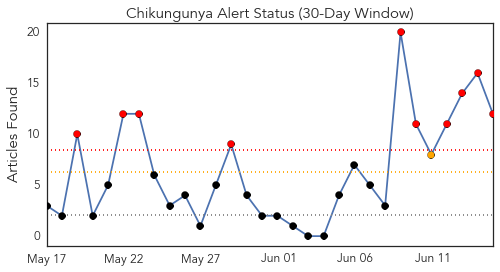 Chikungunya Alert Status (30-Day Window)
Articles Found
20
15
10
5
0
May 17 May 22 May 27 Jun 01 Jun 06 Jun 11